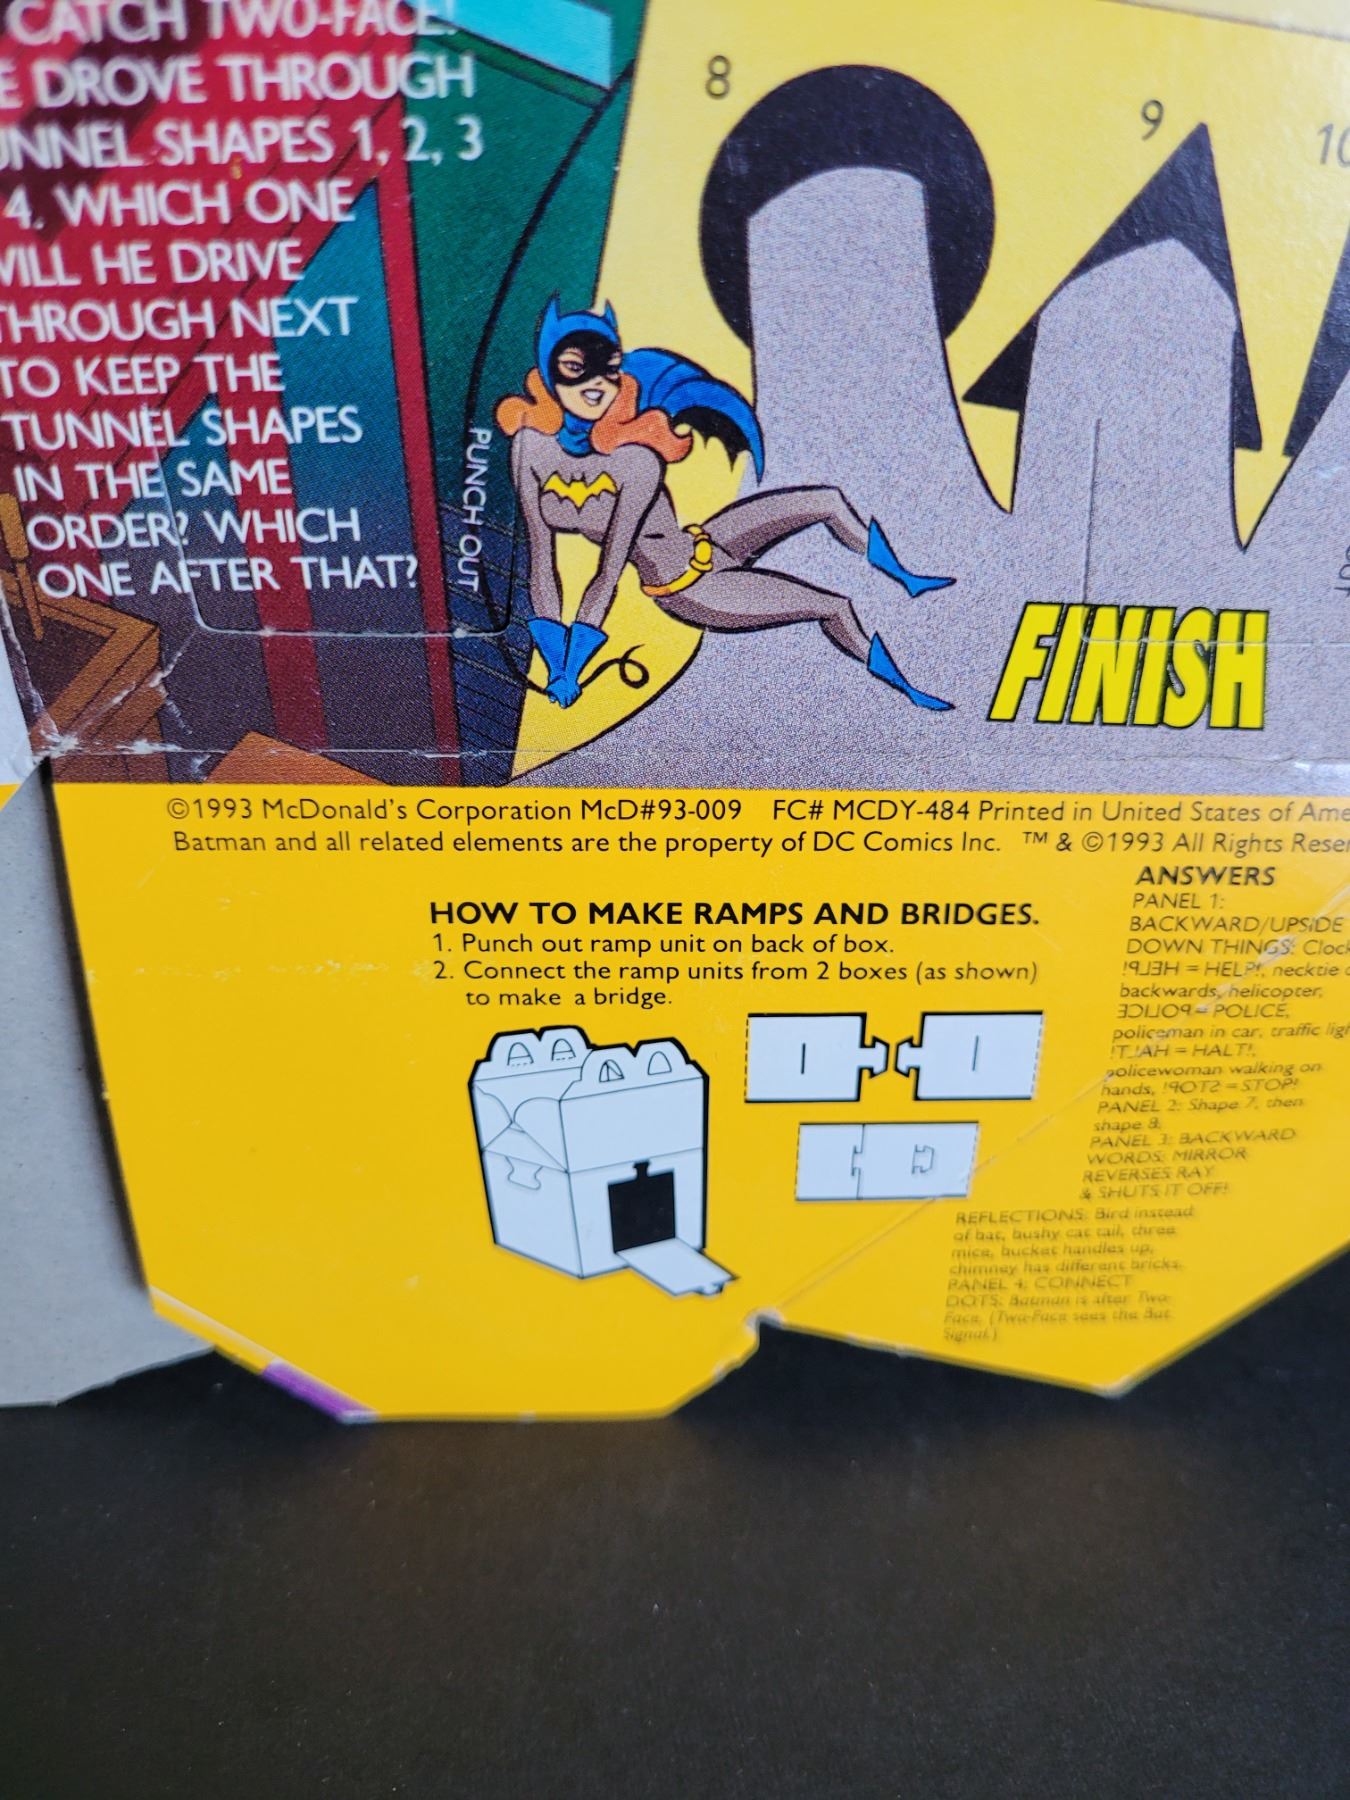 CATCH TWO-FACE!
DROVE THROUGH
SHAPES 1, 2, 3
4. WHICH ONE
WILL HE DRIVE
THROUGH NEXT
TO KEEP THE
TUNNEL SHAPES
IN THE SAME
ORDER? WHICH
ONE AFTER THAT?
PUNCH OUT
8
9
10
FINISH
©1993 McDonald's Corporation McD#93-009 FC# MCDY-484 Printed in United States of
Batman and all related elements are the property of DC Comics Inc. ™ & ©1993 All Rights
HOW TO MAKE RAMPS AND BRIDGES.
1. Punch out ramp unit on back of box.
2. Connect the ramp units from 2 boxes (as shown)
to make a bridge.
ANSWERS
PANEL 1:
BACKWARD/UPSIDE
DOWN THINGS: Clock
!PLEH = HELP!, necktie
backwards, helicopter,
ECILOP = POLICE,
policeman in car, traffic
!TLAH = HALT!,
policewoman walking on
hands, !POTS = STOP!
PANEL 2: Shape 7, then
shape 8.
PANEL 3: BACKWARD
WORDS: MIRROR
REVERSES RAY
& SHUTS IT OFF!
REFLECTIONS: Bird instead
of bat, bushy cat tail, three
mice, bucket handles up,
chimney has different bricks.
PANEL 4: CONNECT
DOTS: Batman is after Two-
Face. (Two-Face sees the Bat
Signal.)